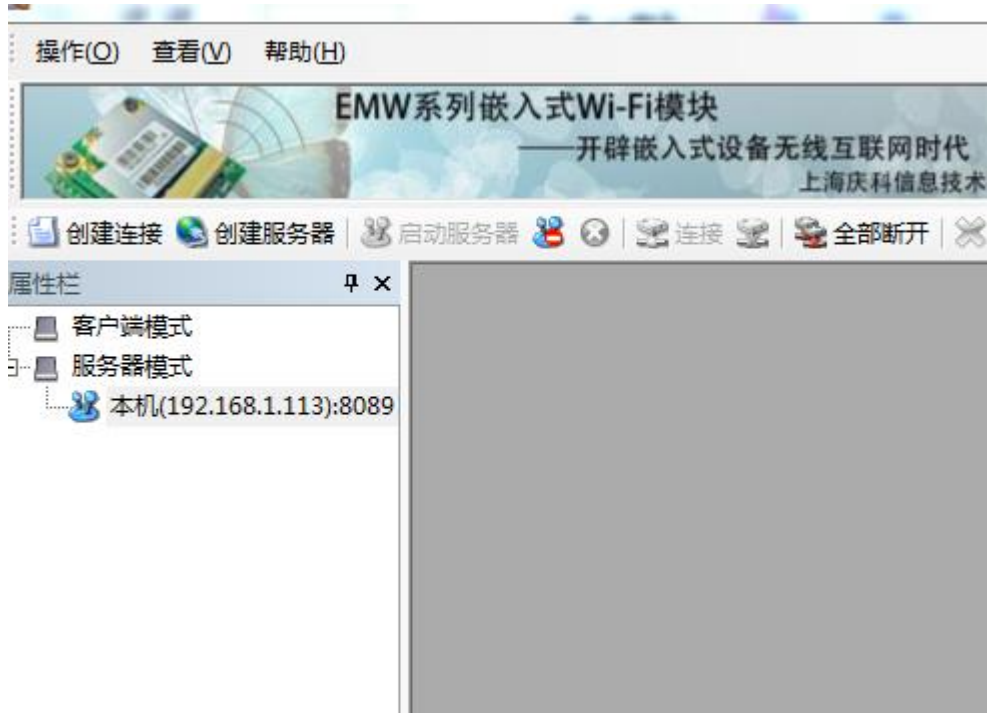 操作(O) 查看(V) 帮助(H)
EMW系列嵌入式Wi-Fi模块
——开辟嵌入式设备无线互联网时代
上海庆科信息技术
创建连接 创建服务器 启动服务器 连接 全部断开
属性栏
客户端模式
服务器模式
本机(192.168.1.113):8089